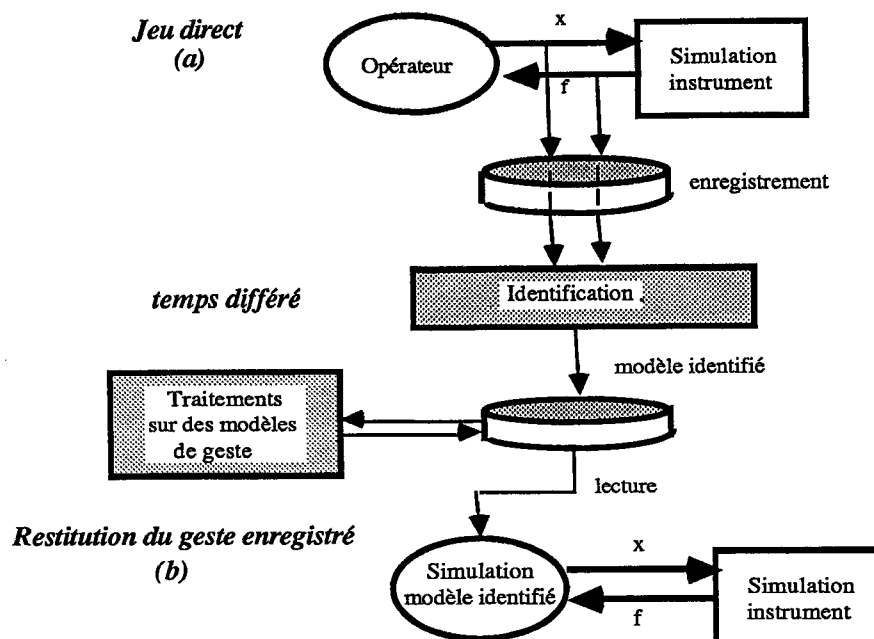 Jeu direct
(a)
x
Opérateur
f
Simulation
instrument
enregistrement
temps différé
Identification
modèle identifié
Traitements
sur des modèles
de geste
lecture
Restitution du geste enregistré
(b)
Simulation
modèle identifié
x
f
Simulation
instrument